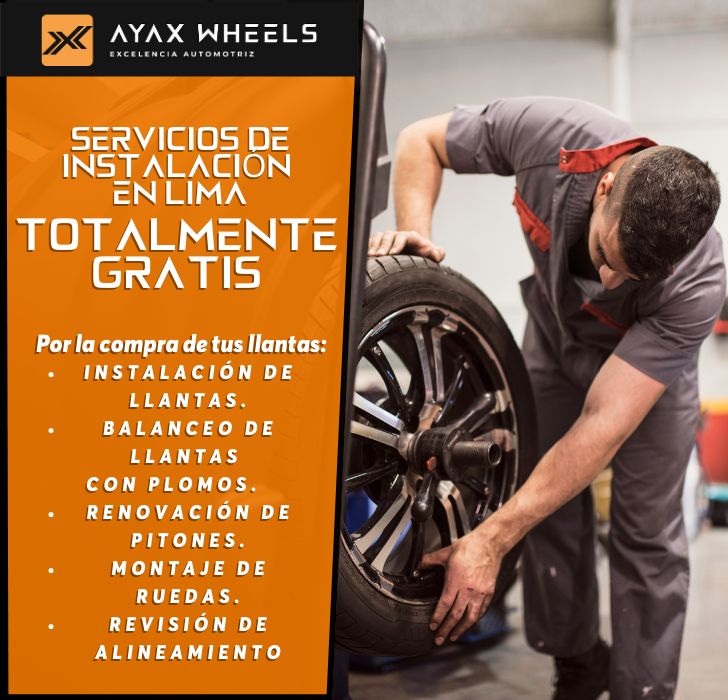 AYAX WHEELS
EXCELENCIA AUTOMOTRIZ
SERVICIOS DE
INSTALACIÓN
EN LIMA
TOTALMENTE
GRATIS
Por la compra de tus llantas:
• INSTALACIÓN DE
LLANTAS.
• BALANCEO DE
LLANTAS
CON PLOMOS.
• RENOVACIÓN DE
PITONES.
• MONTAJE DE
RUEDAS.
• REVISIÓN DE
ALINEAMIENTO